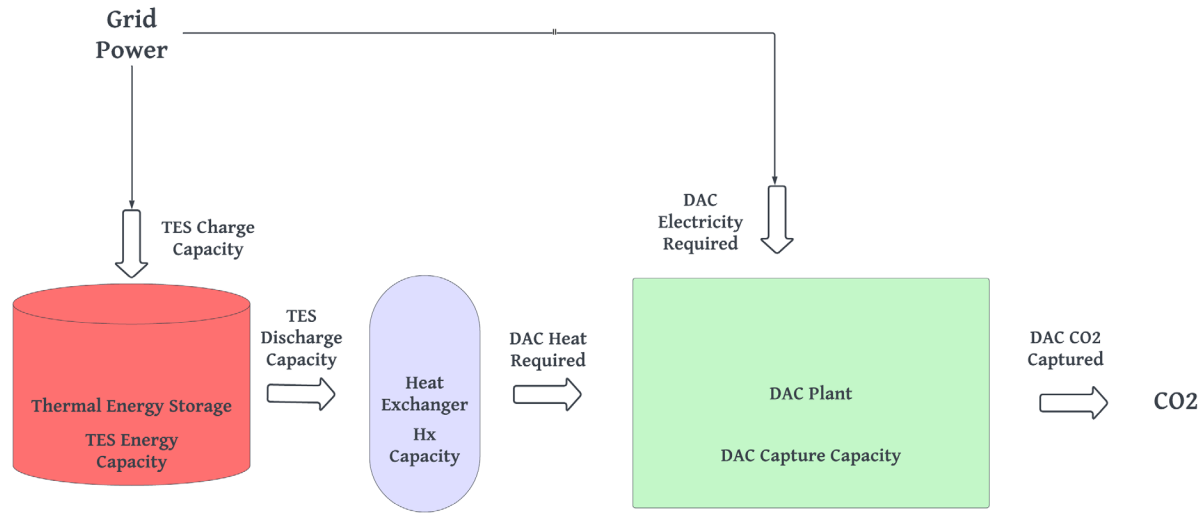 Grid
Power
TES Charge
Capacity
DAC
Electricity
Required
TES
Discharge
Capacity
DAC Heat
Required
DAC CO2
Captured
Thermal Energy Storage
TES Energy
Capacity
Heat
Exchanger
Hx
Capacity
DAC Plant
DAC Capture Capacity
CO2